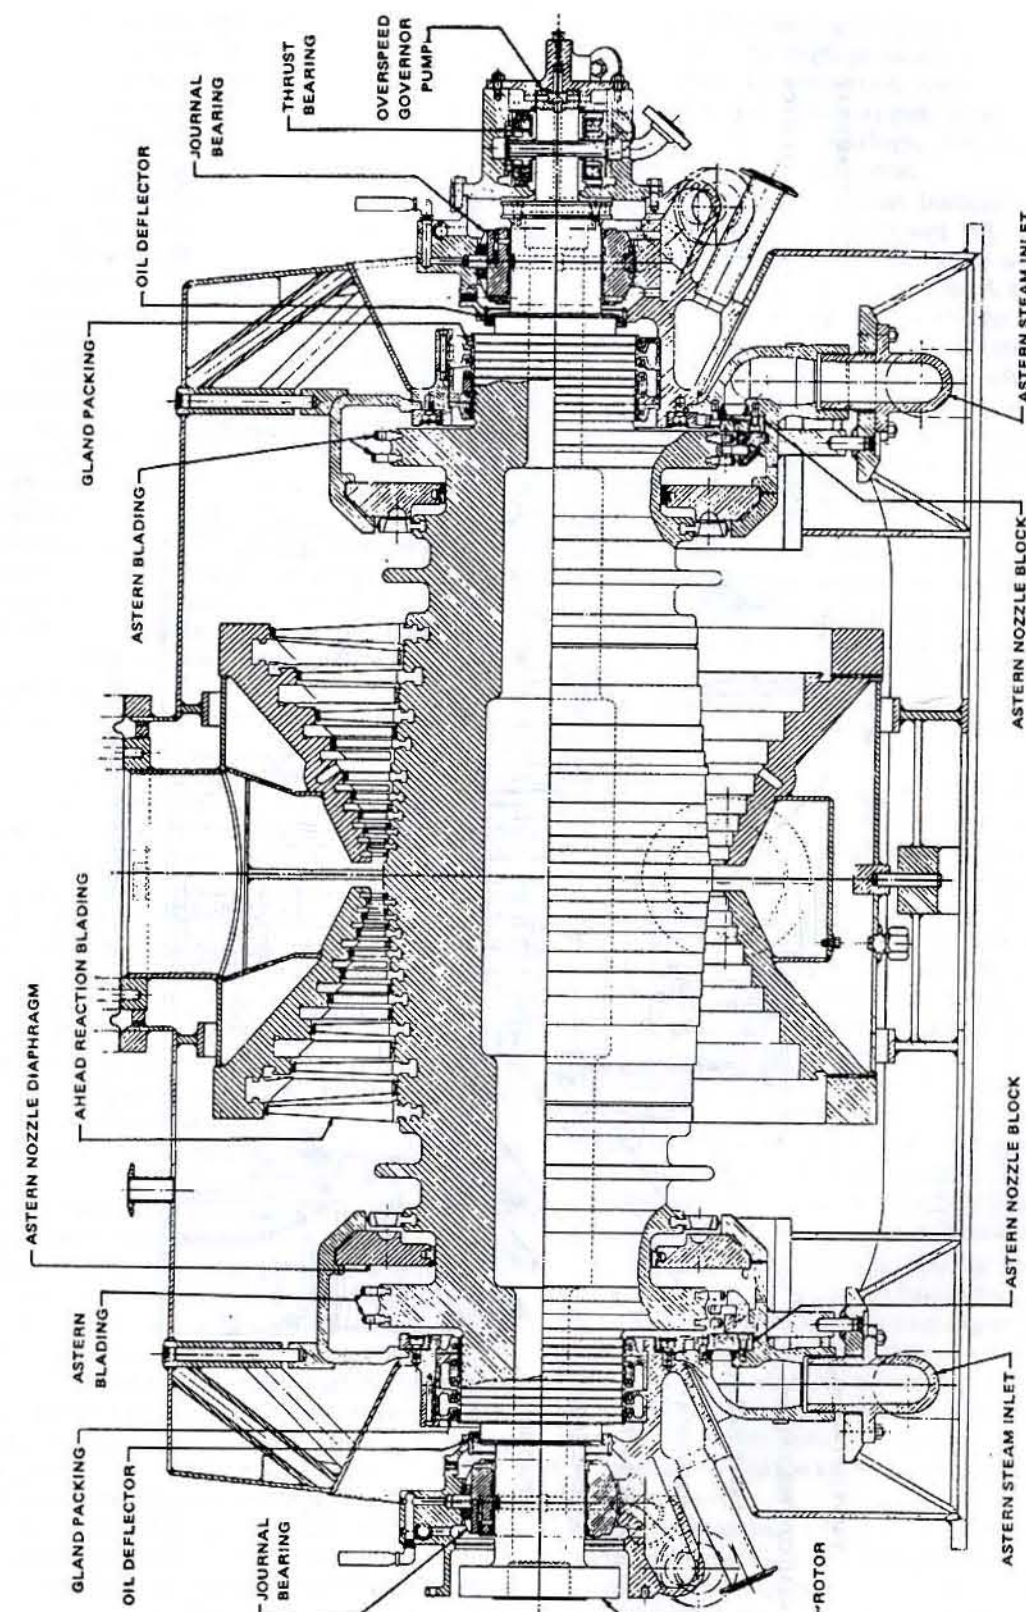 JOURNAL
BEARING
THRUST
BEARING
OVERSPEED
GOVERNOR
PUMP
OIL DEFLECTOR
GLAND PACKING
ASTERN BLADING
ASTERN STEAM INLET
ASTERN NOZZLE BLOCK
AHEAD REACTION BLADING
ASTERN NOZZLE DIAPHRAGM
ASTERN
BLADING
GLAND PACKING
OIL DEFLECTOR
JOURNAL
BEARING
ROTOR
ASTERN NOZZLE BLOCK
ASTERN STEAM INLET